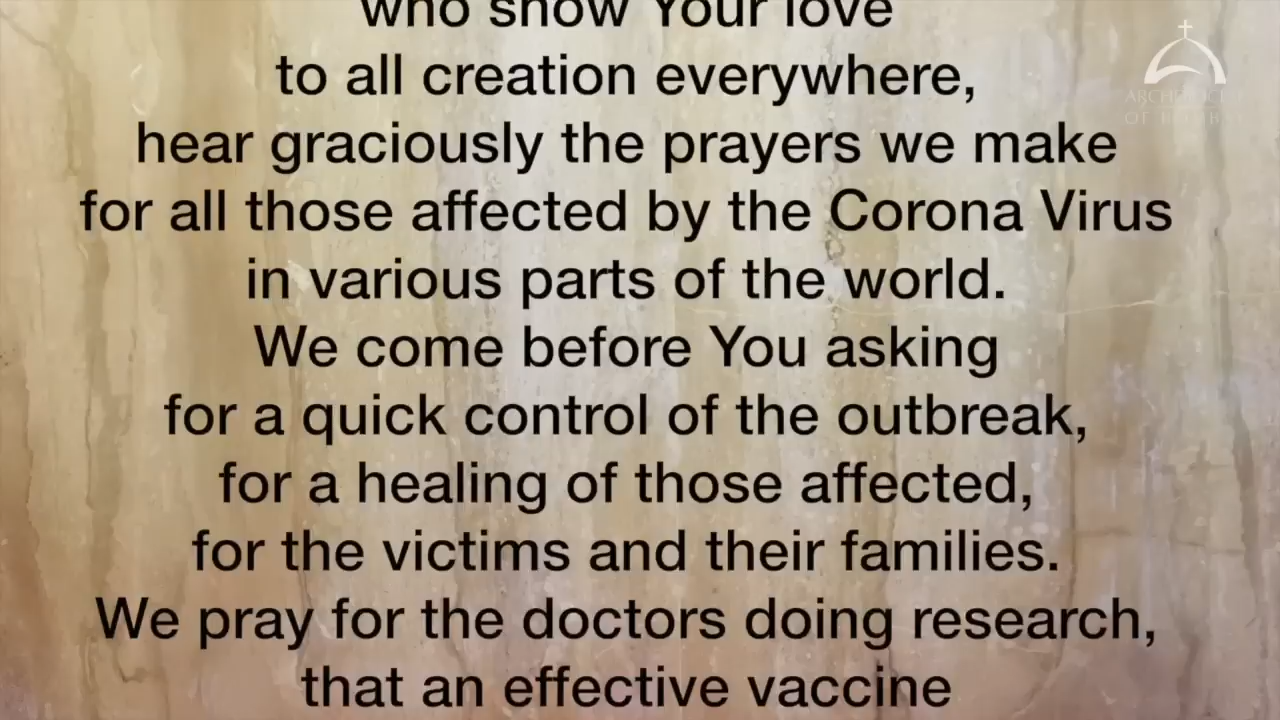 who show Your love
to all creation everywhere,
hear graciously the prayers we make
for all those affected by the Corona Virus
in various parts of the world.
We come before You asking
for a quick control of the outbreak,
for a healing of those affected,
for the victims and their families.
We pray for the doctors doing research,
that an effective vaccine
ARCHDIOCESE
OF BOMBAY